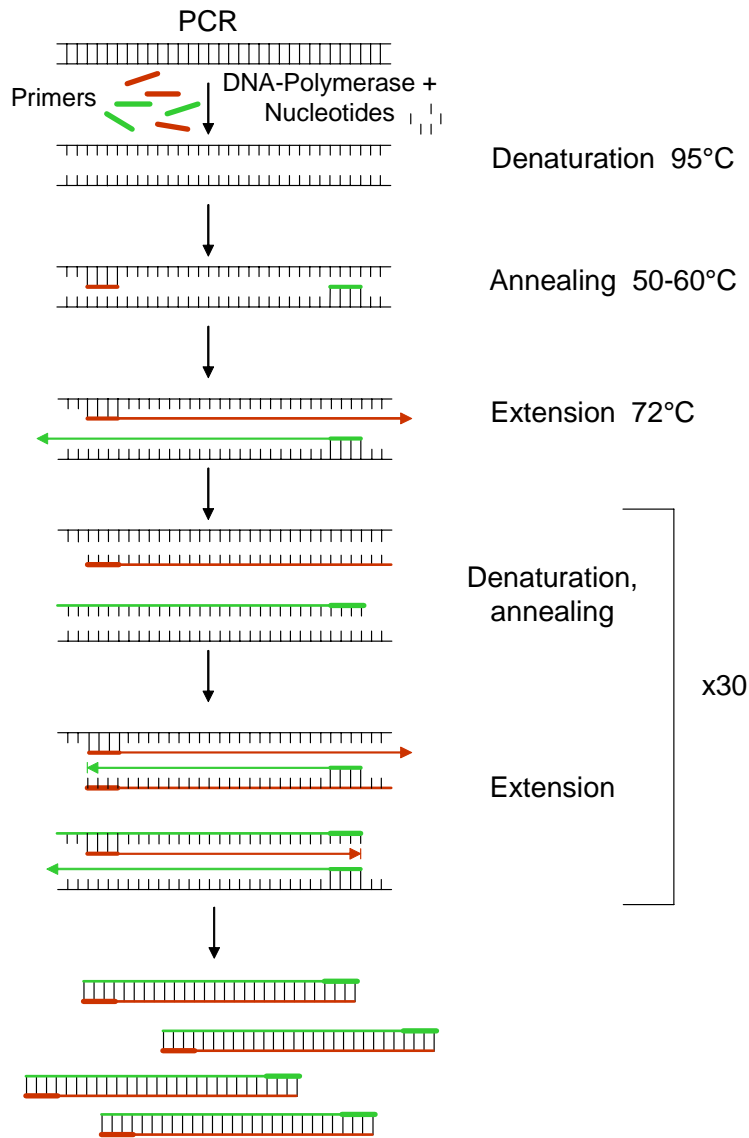 PCR
Primers
DNA-Polymerase +
Nucleotides
Denaturation 95°C
Annealing 50-60°C
Extension 72°C
Denaturation,
annealing
x30
Extension